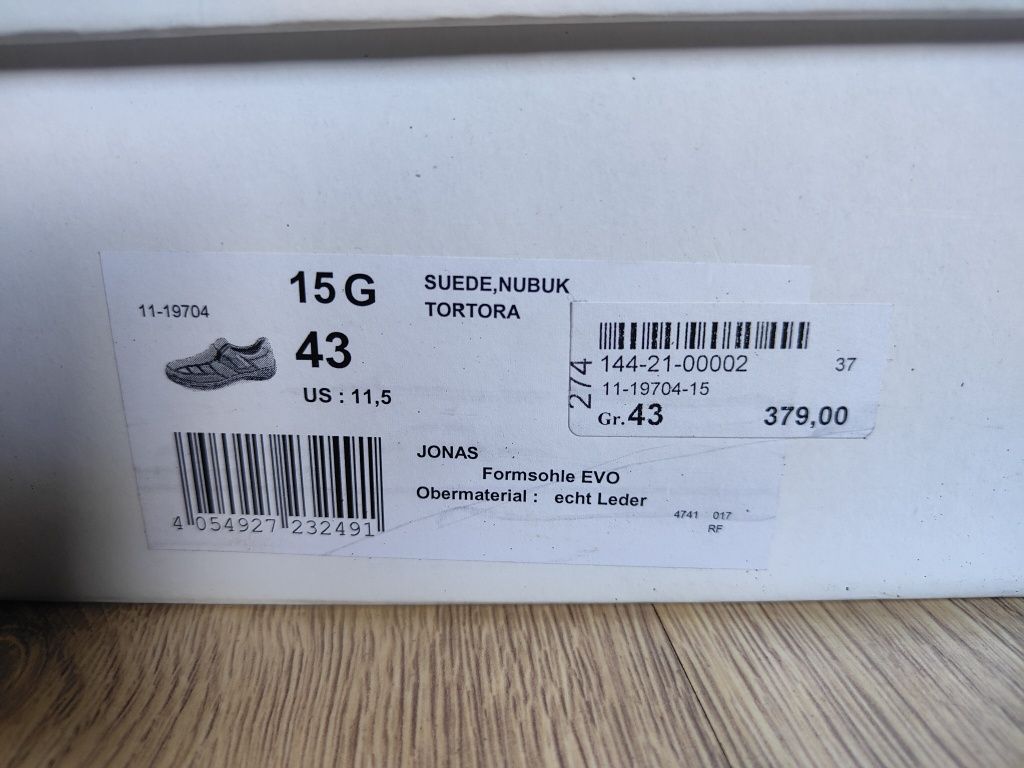 11-19704
15 G
43
US : 11,5
SUEDE,NUBUK
TORTORA
274
144-21-00002 37
11-19704-15
Gr. 43 379,00
4 054927 232491
JONAS
Formsohle EVO
Obermaterial : echt Leder
4741 017
RF